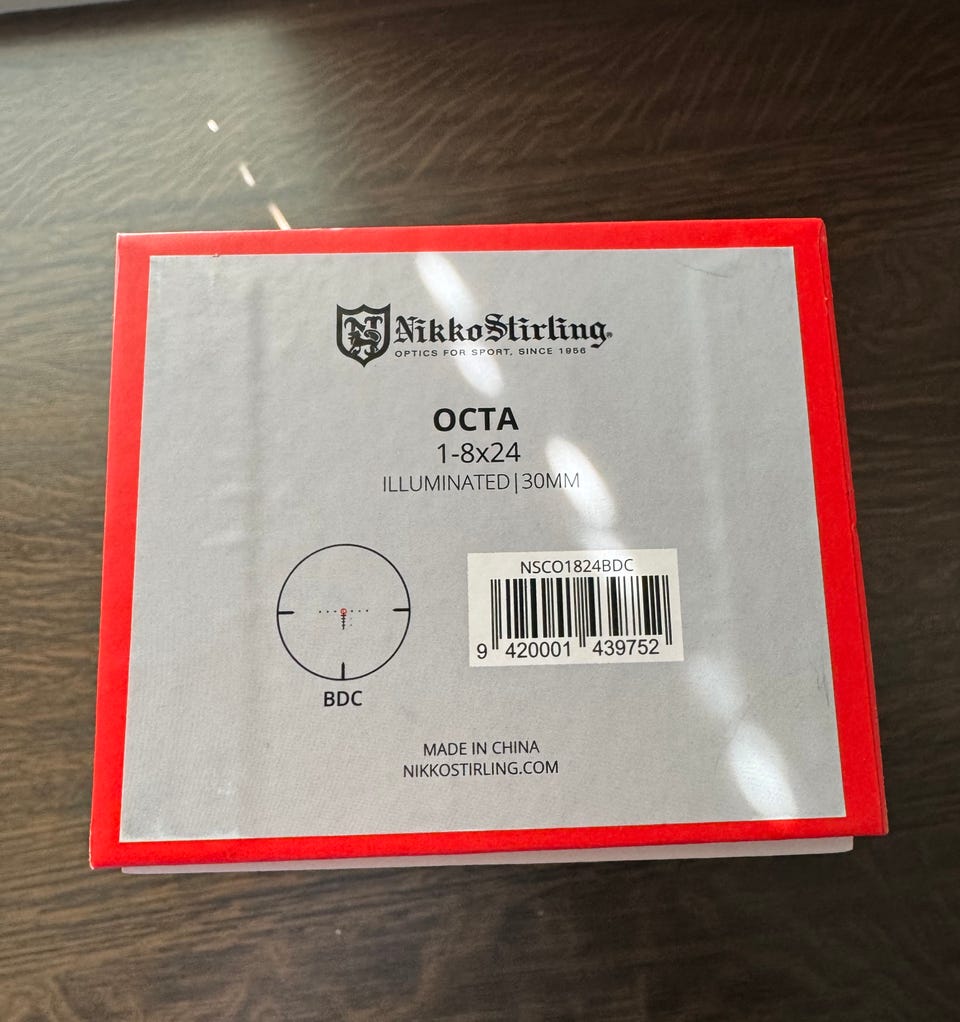 NikkoStirling®
OPTICS FOR SPORT, SINCE 1956
OCTA
1-8x24
ILLUMINATED|30MM
NSCO1824BDC
9 420001 439752
BDC
MADE IN CHINA
NIKKOSTIRLING.COM